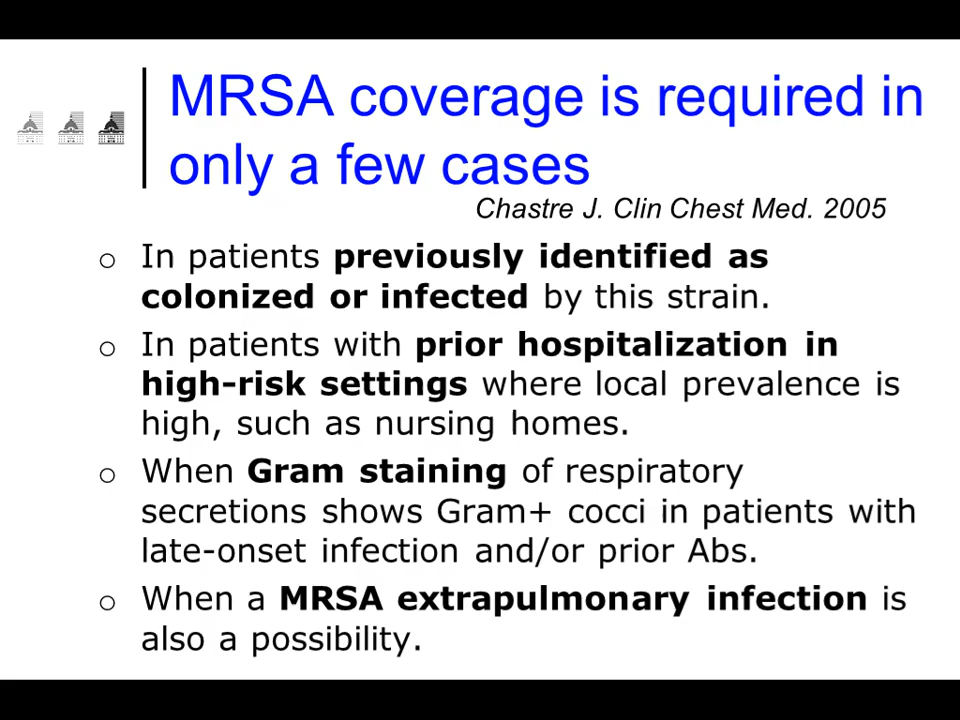 MRSA coverage is required in
only a few cases
Chastre J. Clin Chest Med. 2005
o In patients previously identified as
colonized or infected by this strain.
o In patients with prior hospitalization in
high-risk settings where local prevalence is
high, such as nursing homes.
o When Gram staining of respiratory
secretions shows Gram+ cocci in patients with
late-onset infection and/or prior Abs.
o When a MRSA extrapulmonary infection is
also a possibility.